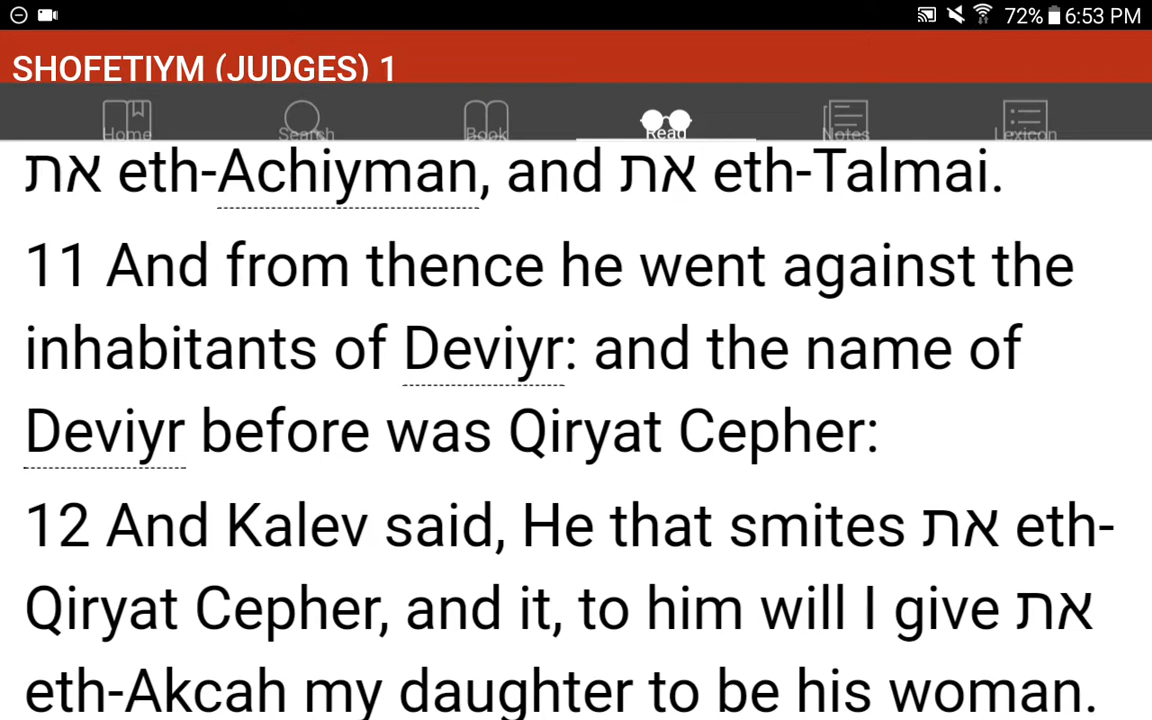 72% 6:53 PM
SHOFETIYM (JUDGES) 1
Home Search Book Read Notes Lexicon
את eth-Achiyman, and את eth-Talmai.
11 And from thence he went against the
inhabitants of Deviyr: and the name of
Deviyr before was Qiryat Cepher:
12 And Kalev said, He that smites את eth-
Qiryat Cepher, and it, to him will I give את
eth-Akcah my daughter to be his woman.